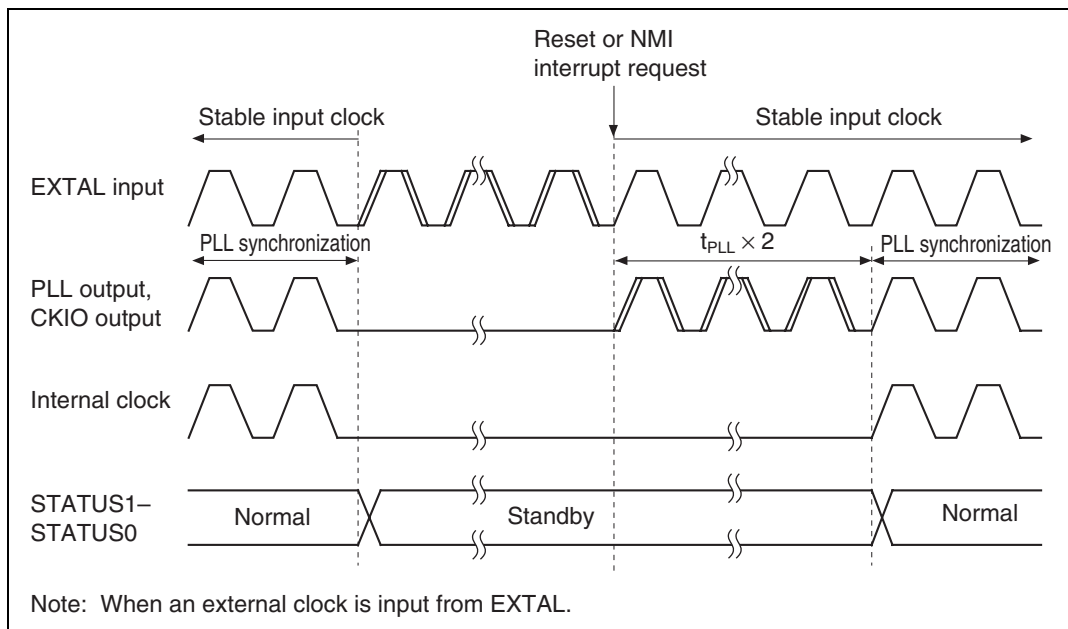 Reset or NMI
interrupt request
Stable input clock
Stable input clock
EXTAL input
PLL synchronization
tPLL × 2
PLL synchronization
PLL output,
CKIO output
Internal clock
STATUS1–
STATUS0
Normal
Standby
Normal
Note: When an external clock is input from EXTAL.